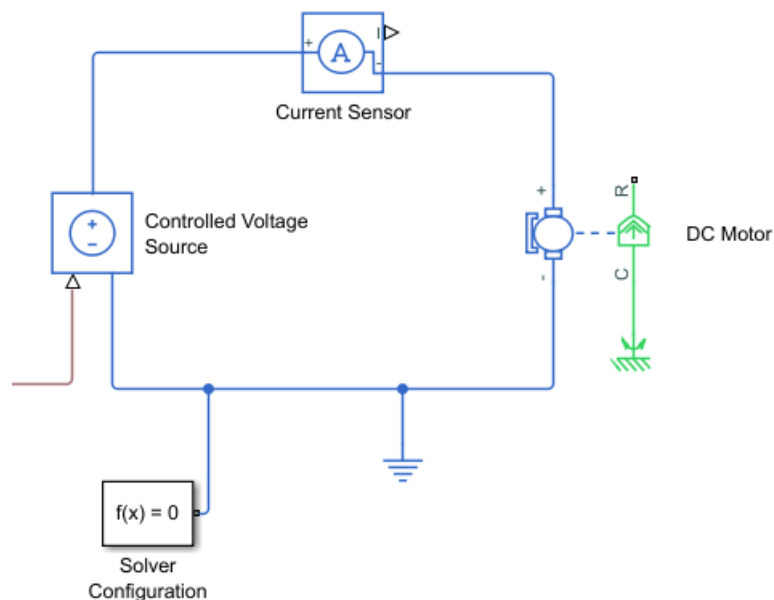 +
I
A
-
Current Sensor
+
-
Controlled Voltage
Source
+
-
R
C
DC Motor
f(x) = 0
Solver
Configuration